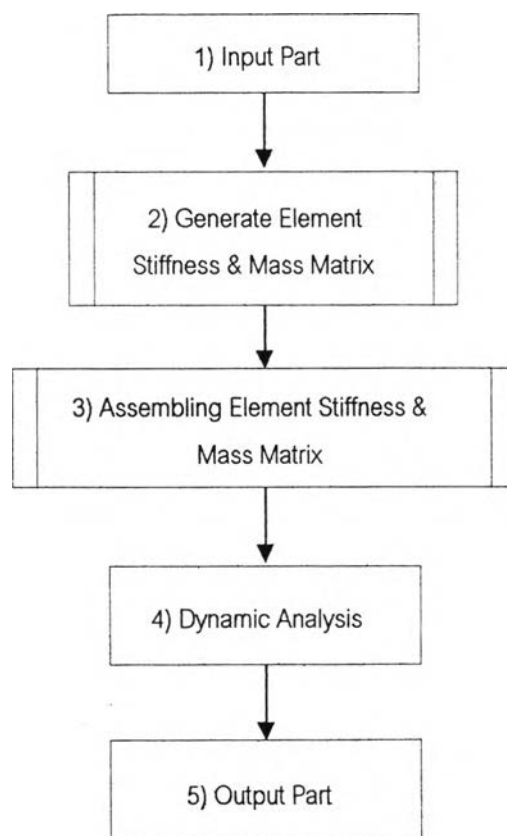 1) Input Part
2) Generate Element
Stiffness & Mass Matrix
3) Assembling Element Stiffness &
Mass Matrix
4) Dynamic Analysis
5) Output Part